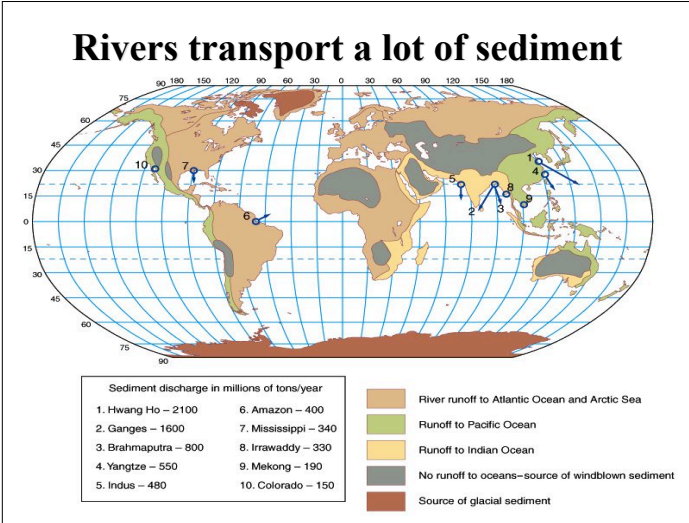 Rivers transport a lot of sediment
90 180 150 120 90 60 30 0 30 60 90 120 150 180
75
60
45
30
15
0
15
30
45
60
75
90
10
7
6
5
2
3
8
9
1
4
Sediment discharge in millions of tons/year
1. Hwang Ho – 2100
2. Ganges – 1600
3. Brahmaputra – 800
4. Yangtze – 550
5. Indus – 480
6. Amazon – 400
7. Mississippi – 340
8. Irrawaddy – 330
9. Mekong – 190
10. Colorado – 150
River runoff to Atlantic Ocean and Arctic Sea
Runoff to Pacific Ocean
Runoff to Indian Ocean
No runoff to oceans–source of windblown sediment
Source of glacial sediment